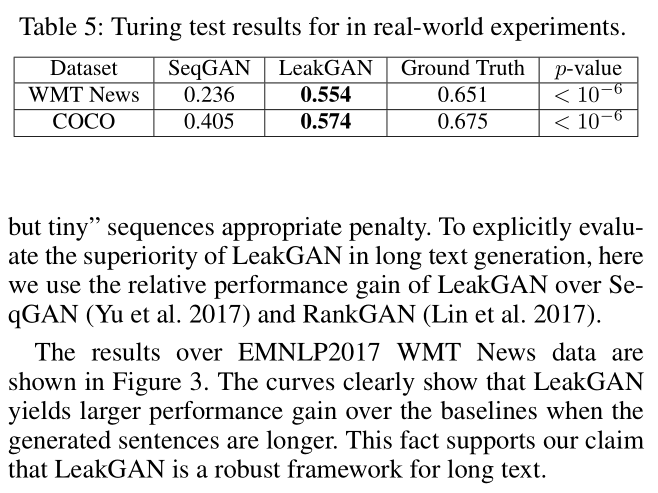 Table 5: Turing test results for in real-world experiments.
Dataset SeqGAN LeakGAN Ground Truth p-value
WMT News 0.236 0.554 0.651 < 10−6
COCO 0.405 0.574 0.675 < 10−6
but tiny” sequences appropriate penalty. To explicitly evalu-
ate the superiority of LeakGAN in long text generation, here
we use the relative performance gain of LeakGAN over Se-
qGAN (Yu et al. 2017) and RankGAN (Lin et al. 2017).
The results over EMNLP2017 WMT News data are
shown in Figure 3. The curves clearly show that LeakGAN
yields larger performance gain over the baselines when the
generated sentences are longer. This fact supports our claim
that LeakGAN is a robust framework for long text.